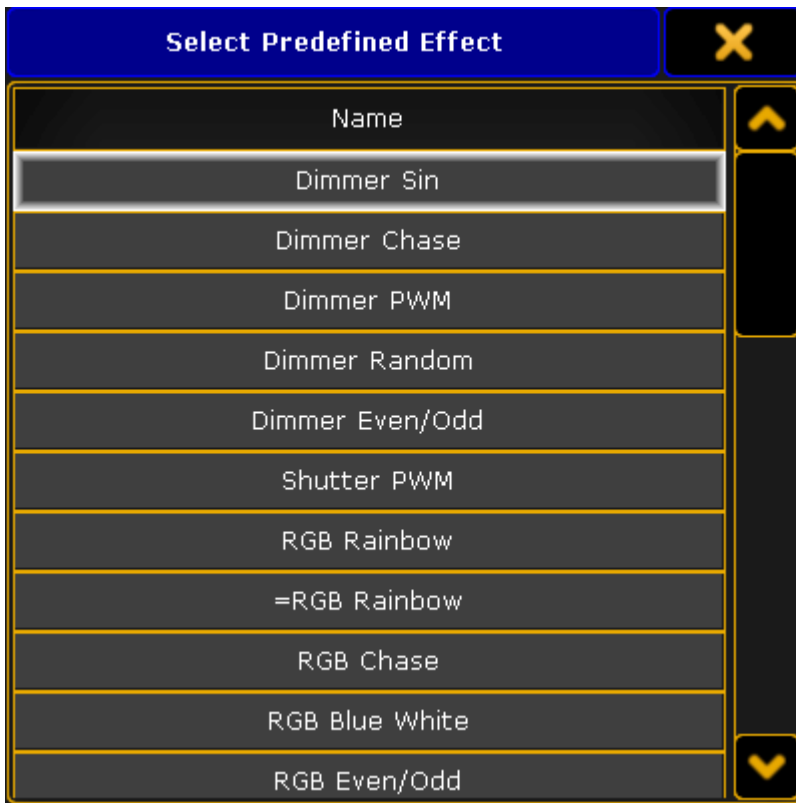 Select Predefined Effect
Name
Dimmer Sin
Dimmer Chase
Dimmer PWM
Dimmer Random
Dimmer Even/Odd
Shutter PWM
RGB Rainbow
=RGB Rainbow
RGB Chase
RGB Blue White
RGB Even/Odd